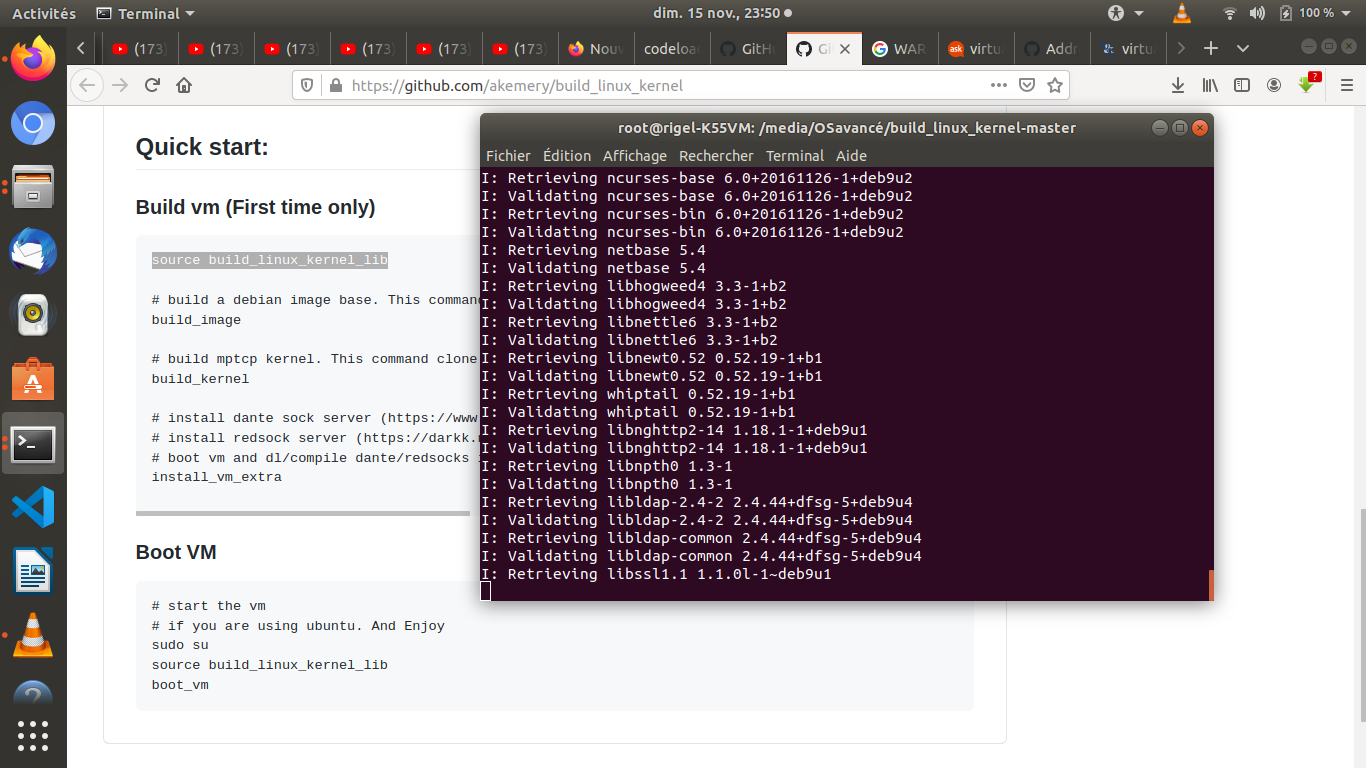 Activités
Terminal
dim. 15 nov., 23:50
100 %
(173)
(173)
(173)
(173)
(173)
(173)
Nouv
codeloa
GitHu
Gi
WAR
ask
virtu
Addr
virtu
https://github.com/akemery/build_linux_kernel
Quick start:
Build vm (First time only)
source build_linux_kernel_lib
# build a debian image base. This comman
build_image
# build mptcp kernel. This command clone
build_kernel
# install dante sock server (https://www
# install redsock server (https://darkk.
# boot vm and dl/compile dante/redsocks
install_vm_extra
Boot VM
# start the vm
# if you are using ubuntu. And Enjoy
sudo su
source build_linux_kernel_lib
boot_vm
root@rigel-K55VM: /media/OSavancé/build_linux_kernel-master
Fichier Édition Affichage Rechercher Terminal Aide
I: Retrieving ncurses-base 6.0+20161126-1+deb9u2
I: Validating ncurses-base 6.0+20161126-1+deb9u2
I: Retrieving ncurses-bin 6.0+20161126-1+deb9u2
I: Validating ncurses-bin 6.0+20161126-1+deb9u2
I: Retrieving netbase 5.4
I: Validating netbase 5.4
I: Retrieving libhogweed4 3.3-1+b2
I: Validating libhogweed4 3.3-1+b2
I: Retrieving libnettle6 3.3-1+b2
I: Validating libnettle6 3.3-1+b2
I: Retrieving libnewt0.52 0.52.19-1+b1
I: Validating libnewt0.52 0.52.19-1+b1
I: Retrieving whiptail 0.52.19-1+b1
I: Validating whiptail 0.52.19-1+b1
I: Retrieving libnghttp2-14 1.18.1-1+deb9u1
I: Validating libnghttp2-14 1.18.1-1+deb9u1
I: Retrieving libnpth0 1.3-1
I: Validating libnpth0 1.3-1
I: Retrieving libldap-2.4-2 2.4.44+dfsg-5+deb9u4
I: Validating libldap-2.4-2 2.4.44+dfsg-5+deb9u4
I: Retrieving libldap-common 2.4.44+dfsg-5+deb9u4
I: Validating libldap-common 2.4.44+dfsg-5+deb9u4
I: Retrieving libssl1.1 1.1.0l-1~deb9u1